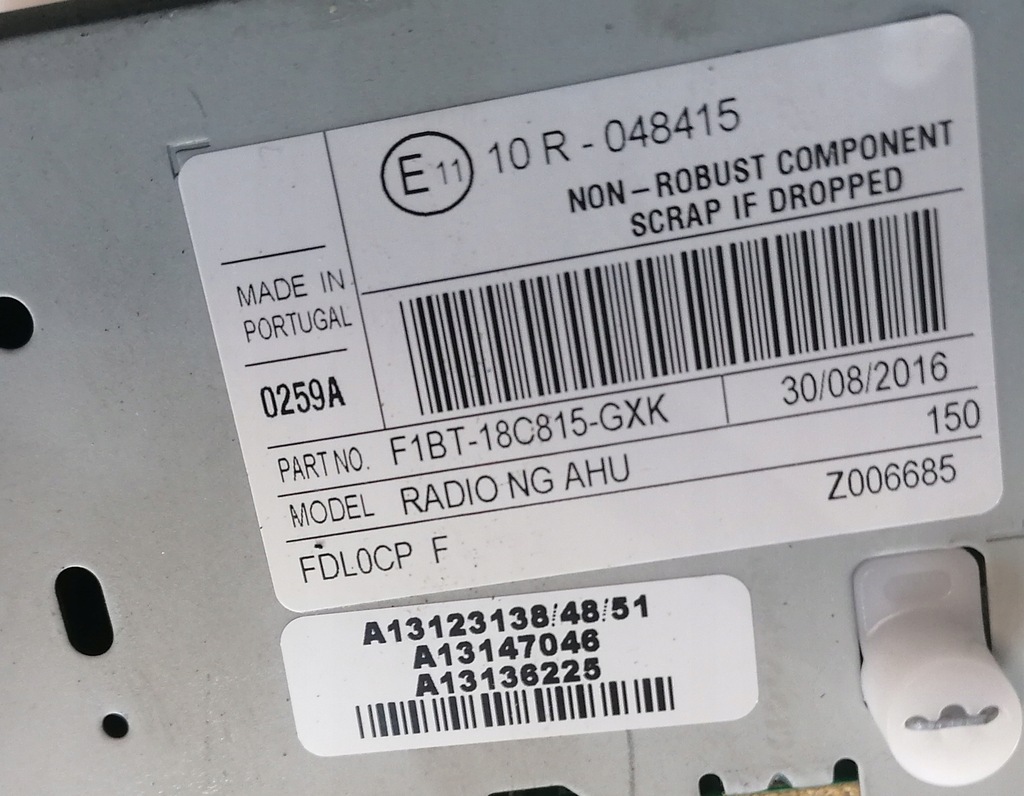 E 11 10 R - 048415
NON-ROBUST COMPONENT
SCRAP IF DROPPED
MADE IN
PORTUGAL
0259A
PART NO. F1BT-18C815-GXK 30/08/2016
MODEL RADIO NG AHU 150
FDL0CP F Z006685
A13123138/48/51
A13147046
A13136225